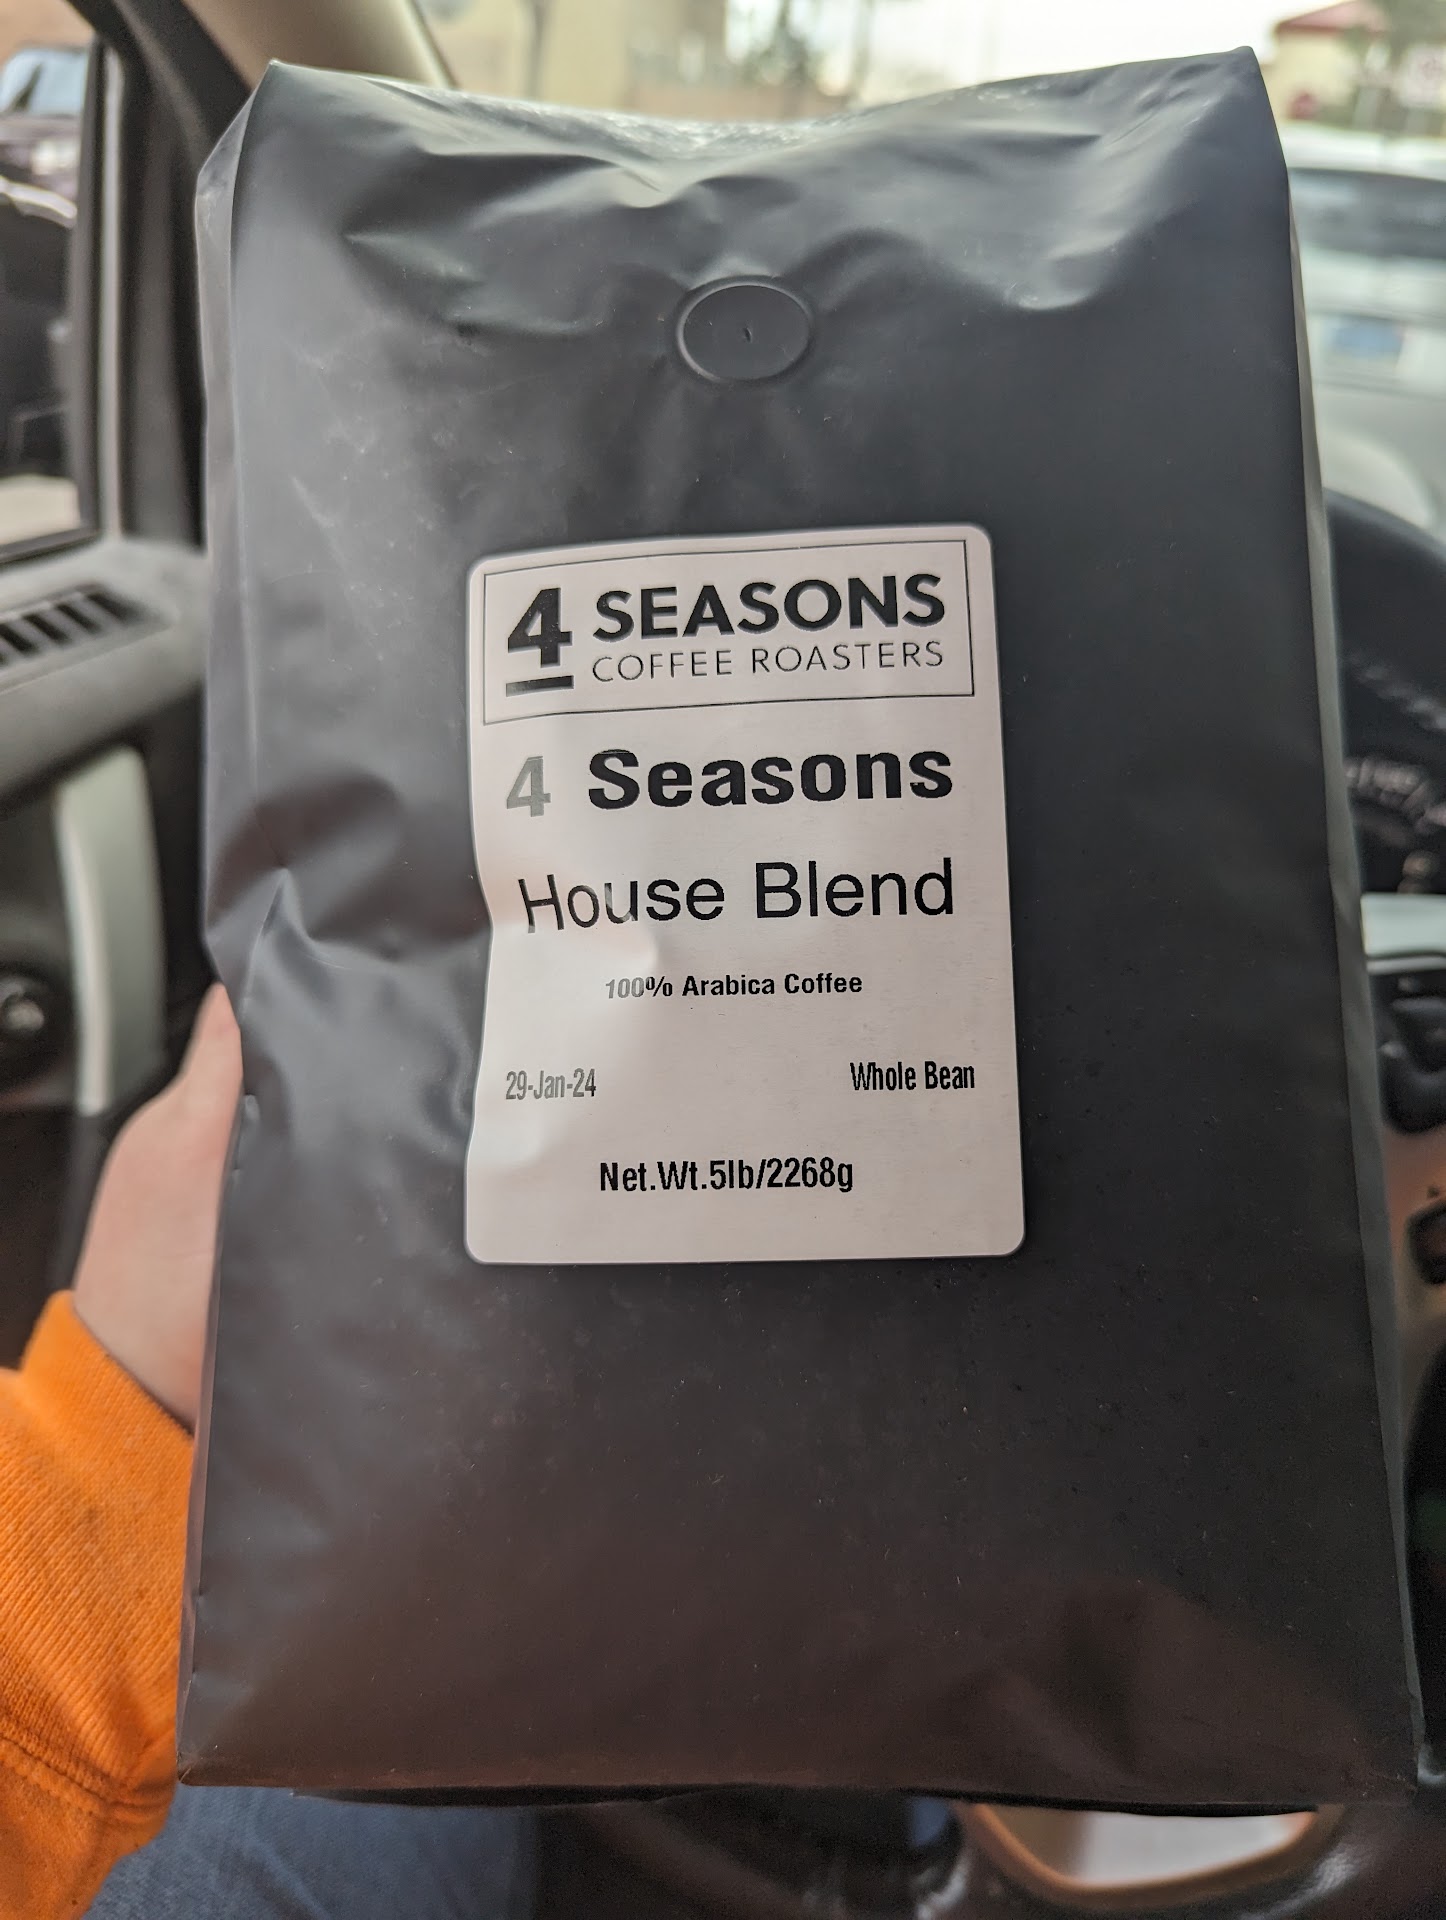 4 SEASONS
COFFEE ROASTERS
4 Seasons
House Blend
100% Arabica Coffee
29-Jan-24 Whole Bean
Net.Wt.5lb/2268g